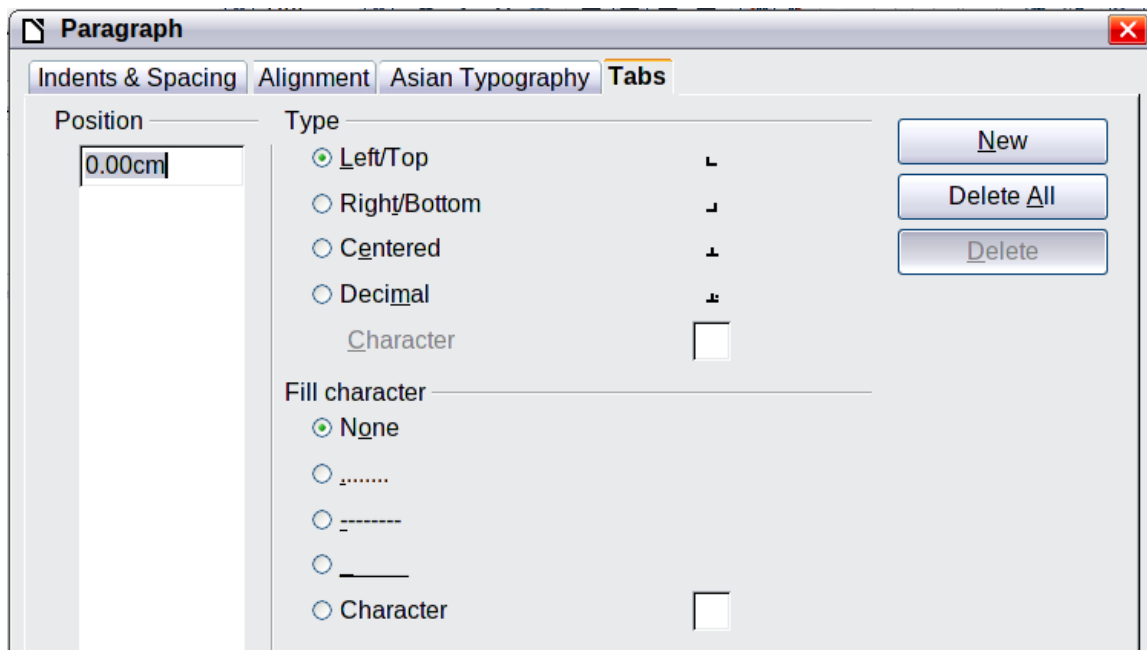 Paragraph
Indents & Spacing Alignment Asian Typography Tabs
Position
0.00cm
Type
Left/Top
Right/Bottom
Centered
Decimal
Character
Fill character
None
........
--------
______
Character
New
Delete All
Delete